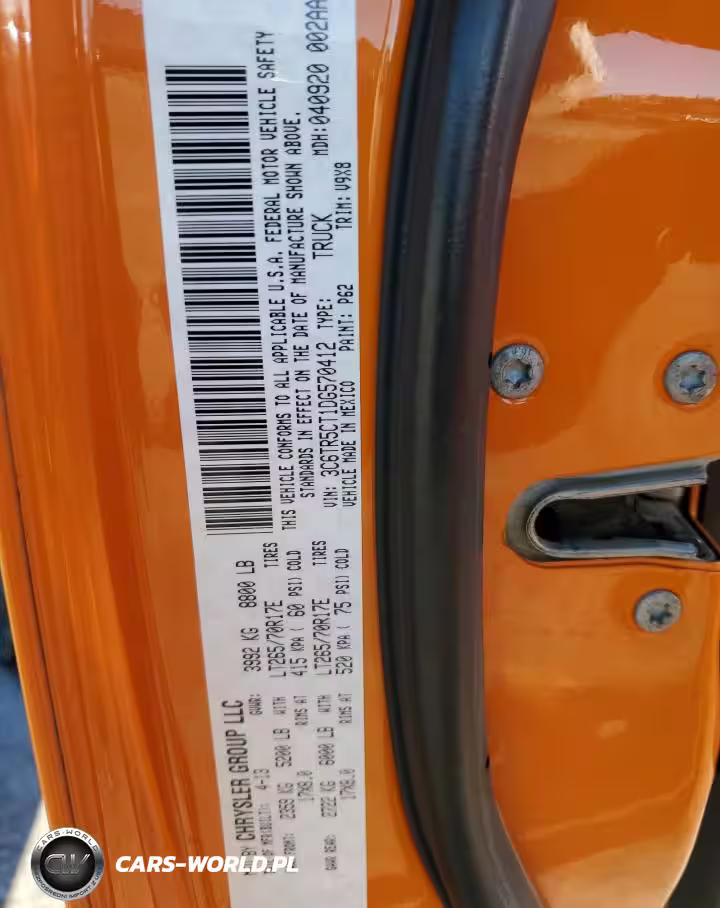 BY CHRYSLER GROUP LLC
OF MFR(BUILT): 4-13 GVWR: 3992 KG 8800 LB
FRONT: 2359 KG 5200 LB WITH LT265/70R17E TIRES
17X8.0 RIMS AT 415 KPA ( 60 PSI) COLD
GAWR REAR: 2722 KG 6000 LB WITH LT265/70R17E TIRES
17X8.0 RIMS AT 520 KPA ( 75 PSI) COLD
THIS VEHICLE CONFORMS TO ALL APPLICABLE U.S.A. FEDERAL MOTOR VEHICLE SAFETY
STANDARDS IN EFFECT ON THE DATE OF MANUFACTURE SHOWN ABOVE.
VIN: 3C6TR5CT1DG570412 TYPE: TRUCK MDH: 040920 002AA
VEHICLE MADE IN MEXICO PAINT: P62 TRIM: V9X8
CARS-WORLD
CW
CARS-WORLD.PL